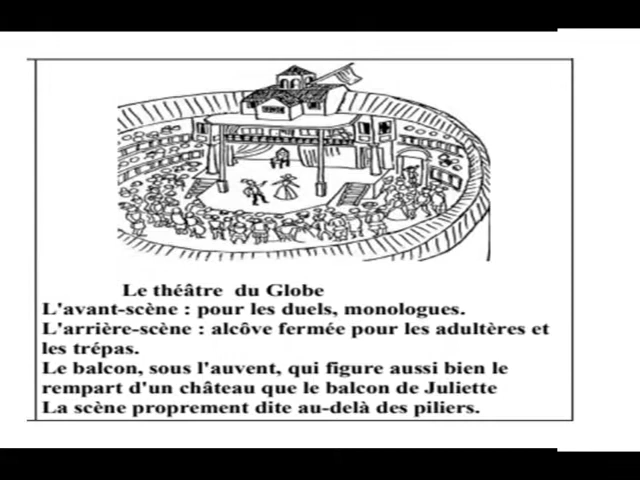 Le théâtre du Globe
L'avant-scène : pour les duels, monologues.
L'arrière-scène : alcôve fermée pour les adultères et
les trépas.
Le balcon, sous l'auvent, qui figure aussi bien le
rempart d'un château que le balcon de Juliette
La scène proprement dite au-delà des piliers.